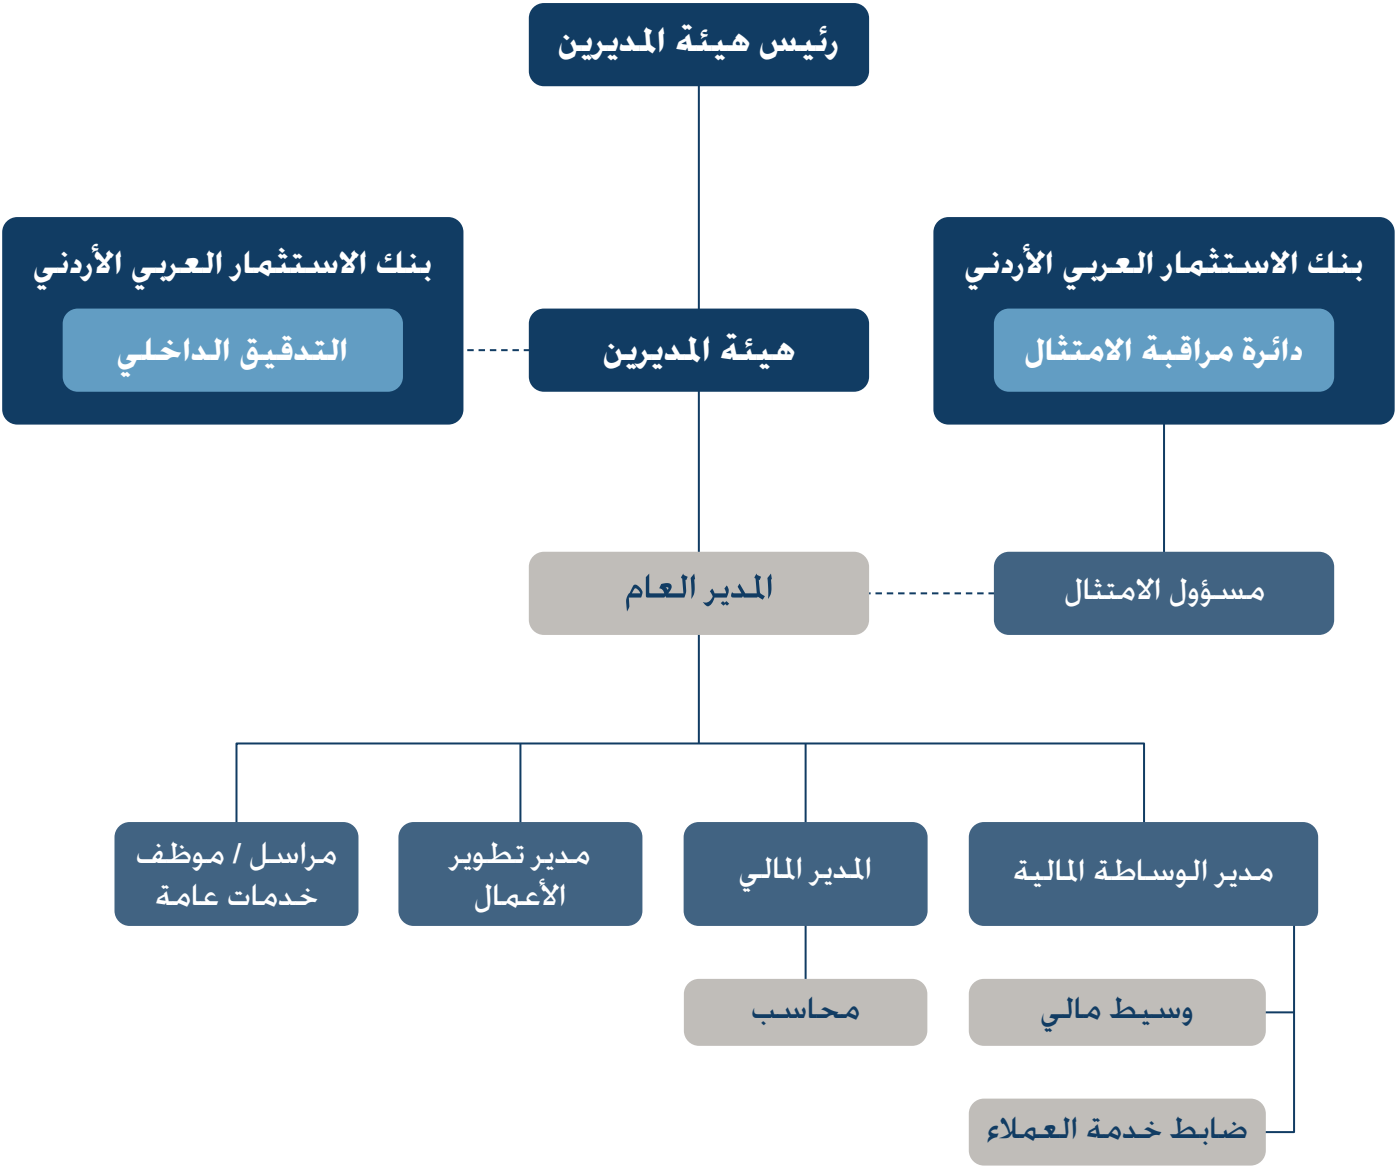 رئيس هيئة المديرين
بنك الاستثمار العربي الأردني
دائرة مراقبة الامتثال
هيئة المديرين
بنك الاستثمار العربي الأردني
التدقيق الداخلي
مسؤول الامتثال
المدير العام
مدير الوساطة المالية
المدير المالي
مدير تطوير
الأعمال
مراسل / موظف
خدمات عامة
وسيط مالي
محاسب
ضابط خدمة العملاء